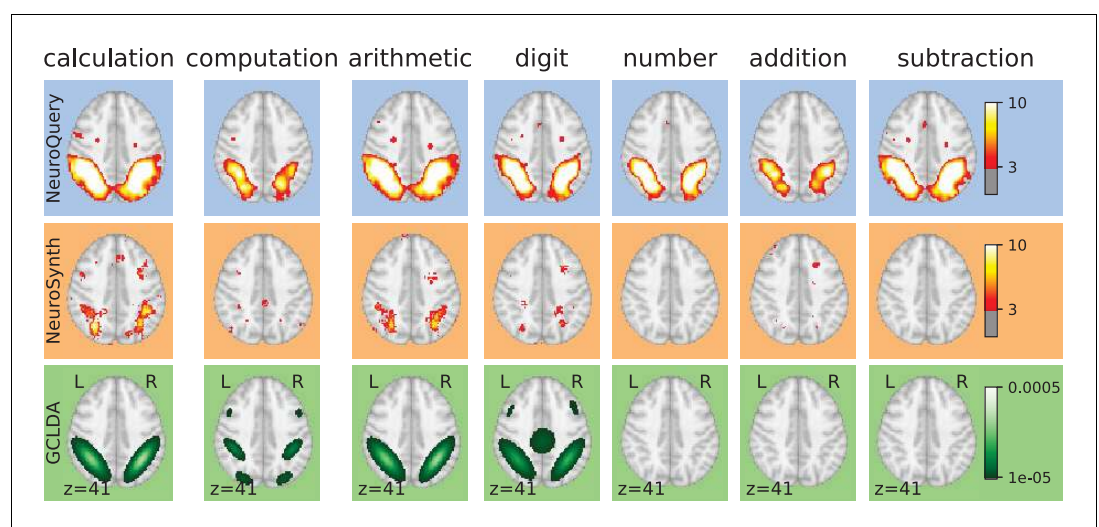 calculation computation arithmetic digit number addition subtraction
NeuroQuery
10
3
NeuroSynth
10
3
GCLDA
L R L R L R L R L R L R L R
0.0005
1e-05
z=41 z=41 z=41 z=41 z=41 z=41 z=41